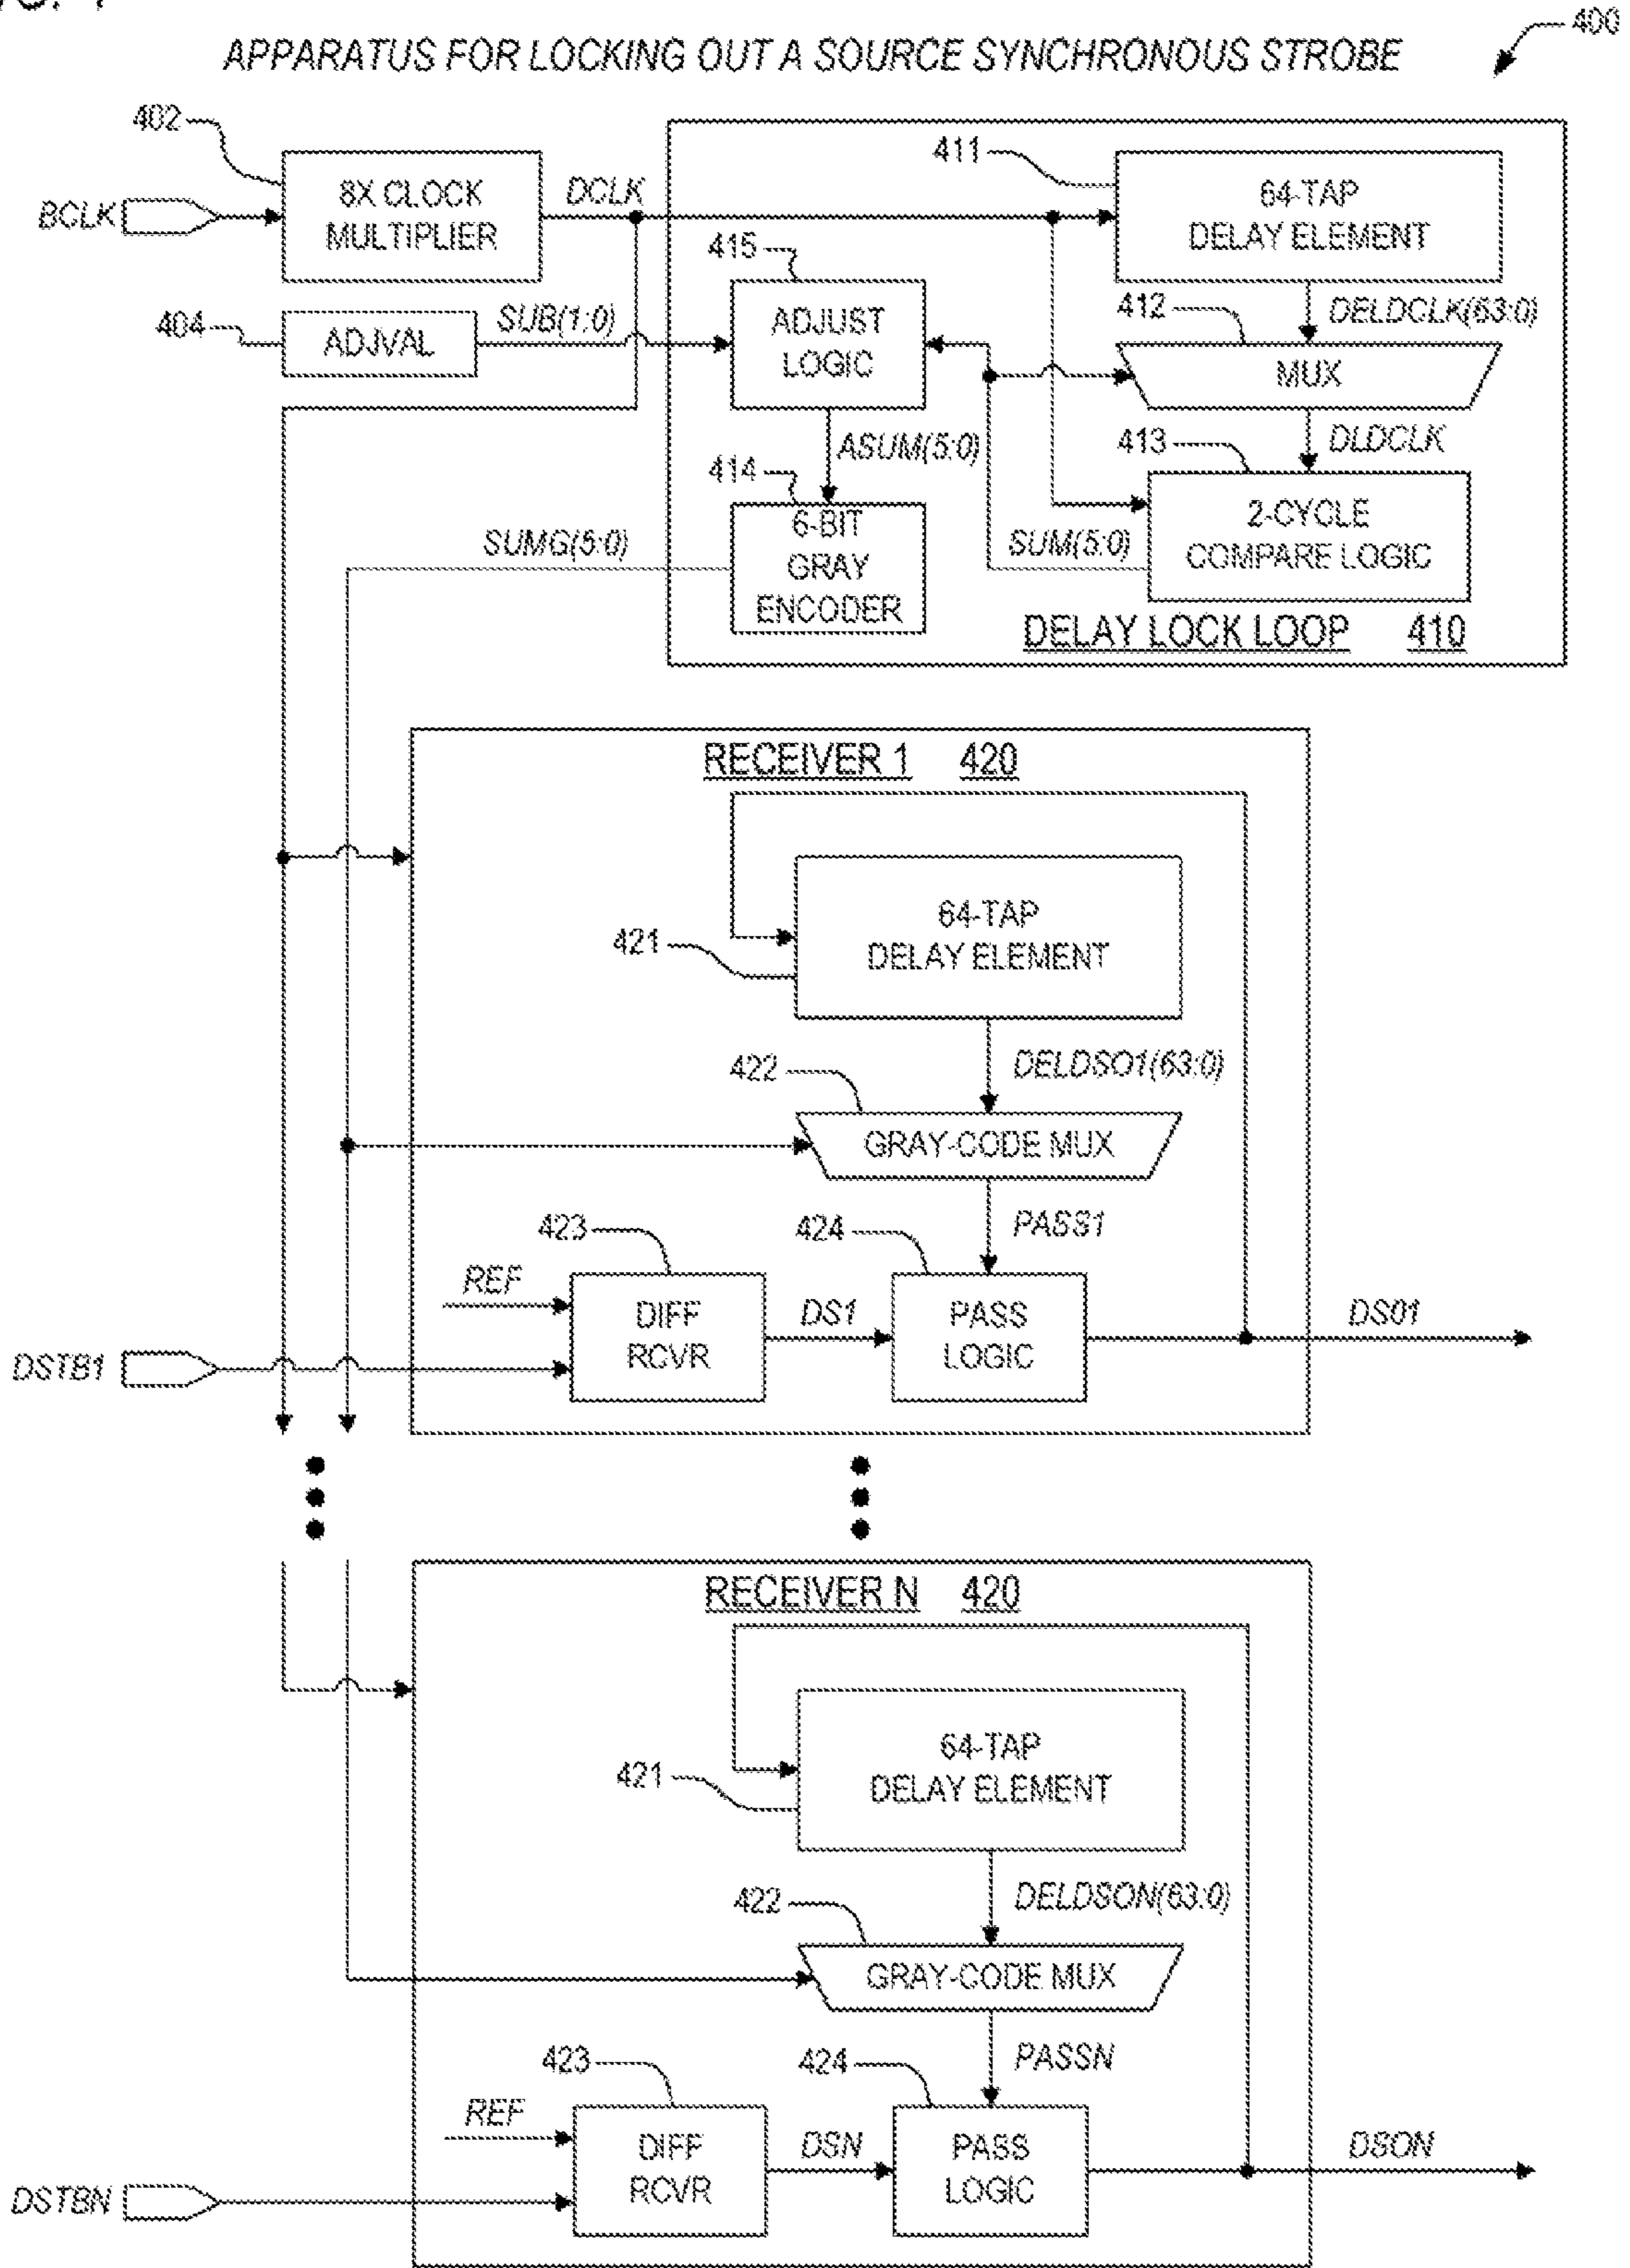 APPARATUS FOR LOCKING OUT A SOURCE SYNCHRONOUS STROBE
400
402
BCLK
8X CLOCK
MULTIPLIER
DCLK
404
ADJVAL
SUB(1:0)
411
64-TAP
DELAY ELEMENT
415
ADJUST
LOGIC
412
DELDCLK(63:0)
MUX
ASUM(5:0)
413
DLDCLK
414
6-BIT
GRAY
ENCODER
SUMG(5:0)
SUM(5:0)
2-CYCLE
COMPARE LOGIC
DELAY LOCK LOOP 410
RECEIVER 1 420
421
64-TAP
DELAY ELEMENT
DELDSO1(63:0)
422
GRAY-CODE MUX
423
424
PASS1
REF
DIFF
RCVR
DS1
PASS
LOGIC
DS01
DSTB1
RECEIVER N 420
421
64-TAP
DELAY ELEMENT
DELDSON(63:0)
422
GRAY-CODE MUX
423
424
PASSN
REF
DIFF
RCVR
DSN
PASS
LOGIC
DSON
DSTBN